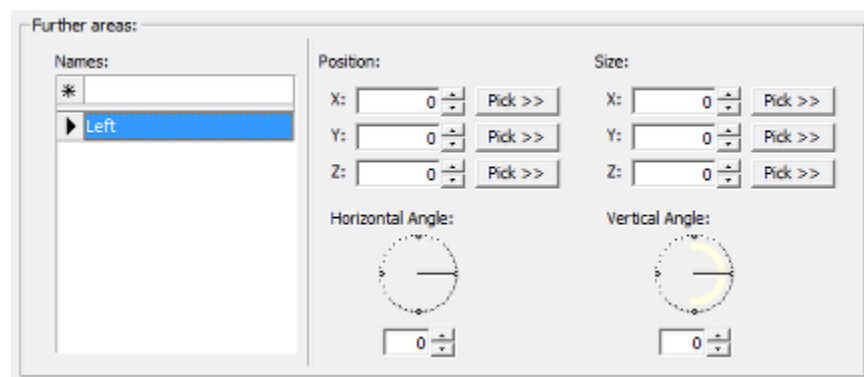 Further areas:
Names: Position: Size:
* X: 0 Pick >> X: 0 Pick >>
Left Y: 0 Pick >> Y: 0 Pick >>
Z: 0 Pick >> Z: 0 Pick >>
Horizontal Angle: Vertical Angle:
0 0